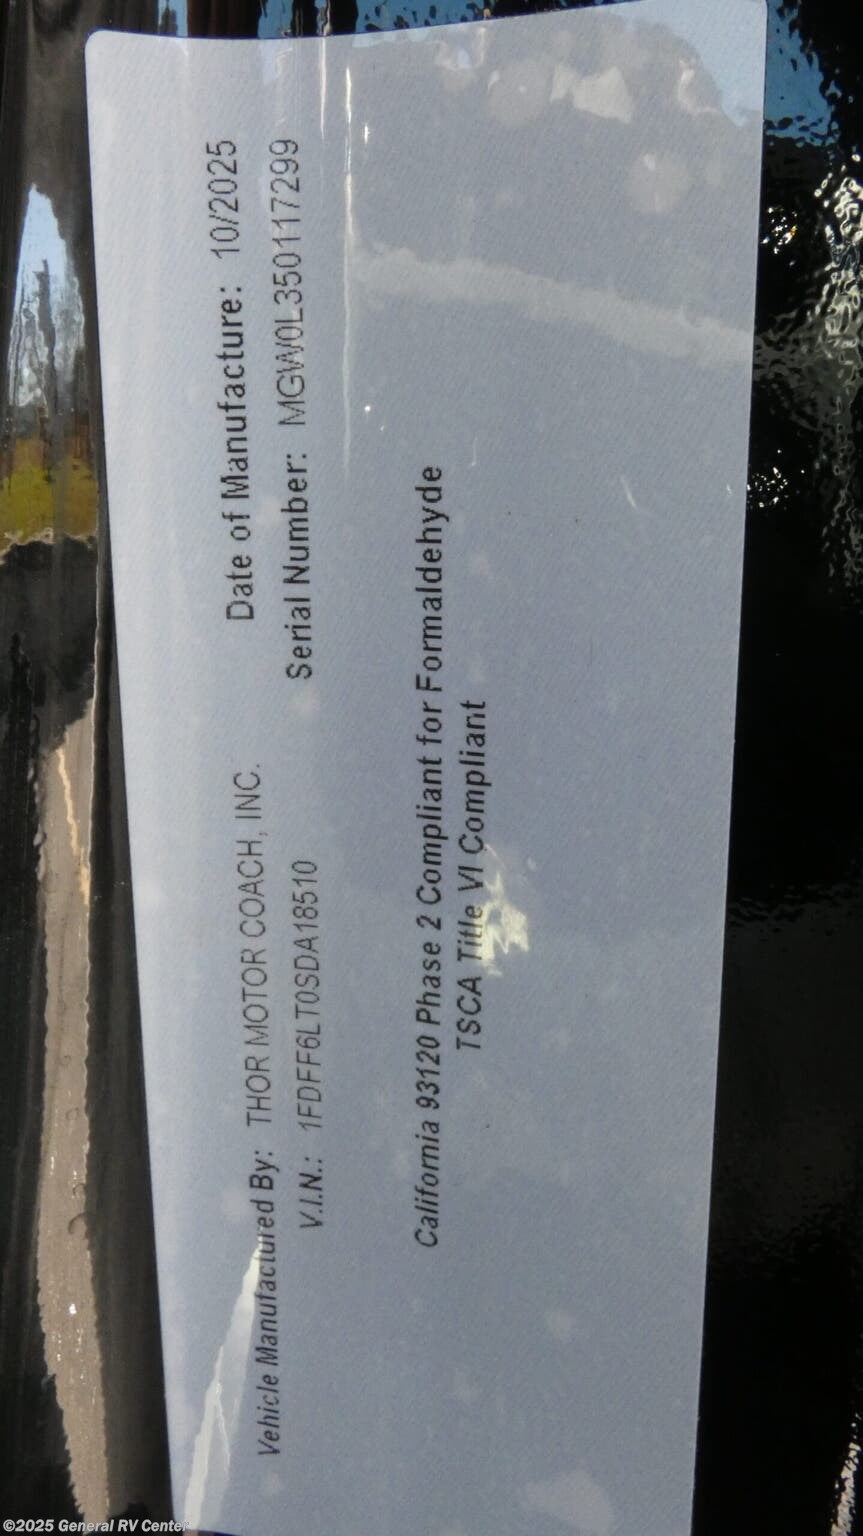 Vehicle Manufactured By: THOR MOTOR COACH, INC. Date of Manufacture: 10/2025
V.I.N.: 1FDFF6LT0SDA18510 Serial Number: MGW0L350117299
California 93120 Phase 2 Compliant for Formaldehyde
TSCA Title VI Compliant
©2025 General RV Center